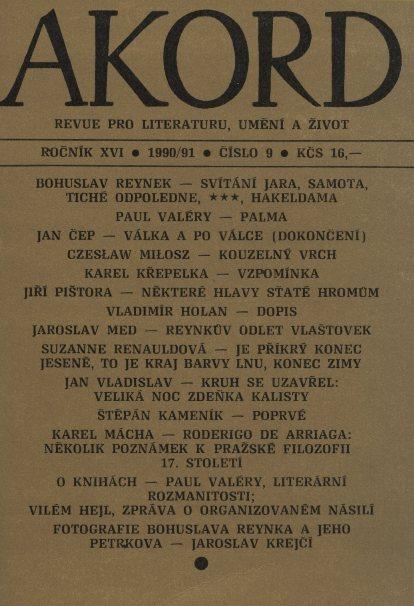 AKORD
REVUE PRO LITERATURU, UMĚNÍ A ŽIVOT
ROČNÍK XVI ● 1990/91 ● ČÍSLO 9 ● KČS 16,—
BOHUSLAV REYNEK — SVÍTÁNÍ JARA, SAMOTA,
TICHÉ ODPOLEDNE, ★★★, HAKELDAMA
PAUL VALÉRY — PALMA
JAN ČEP — VÁLKA A PO VÁLCE (DOKONČENÍ)
CZESŁAW MIŁOSZ — KOUZELNÝ VRCH
KAREL KŘEPELKA — VZPOMÍNKA
JIŘÍ PIŠTORA — NĚKTERÉ HLAVY SŤATÉ HROMŮM
VLADIMÍR HOLAN — DOPIS
JAROSLAV MED — REYNKŮV ODLET VLAŠTOVEK
SUZANNE RENAULDOVÁ — JE PŘÍKRÝ KONEC
JESENĚ, TO JE KRAJ BARVY LNU, KONEC ZIMY
JAN VLADISLAV — KRUH SE UZAVŘEL:
VELIKÁ NOC ZDEŇKA KALISTY
ŠTĚPÁN KAMENÍK — POPRVÉ
KAREL MÁCHA — RODERIGO DE ARRIAGA:
NĚKOLIK POZNÁMEK K PRAŽSKÉ FILOZOFII
17. STOLETÍ
O KNIHÁCH — PAUL VALÉRY, LITERÁRNÍ
ROZMANITOSTI;
VILÉM HEJL, ZPRÁVA O ORGANIZOVANÉM NÁSILÍ
FOTOGRAFIE BOHUSLAVA REYNKA A JEHO
PETRKOVA — JAROSLAV KREJČÍ
●